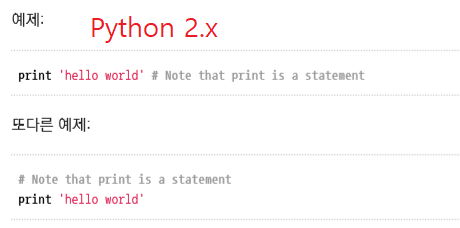 예제:
Python 2.x
print 'hello world' # Note that print is a statement
또다른 예제:
# Note that print is a statement
print 'hello world'